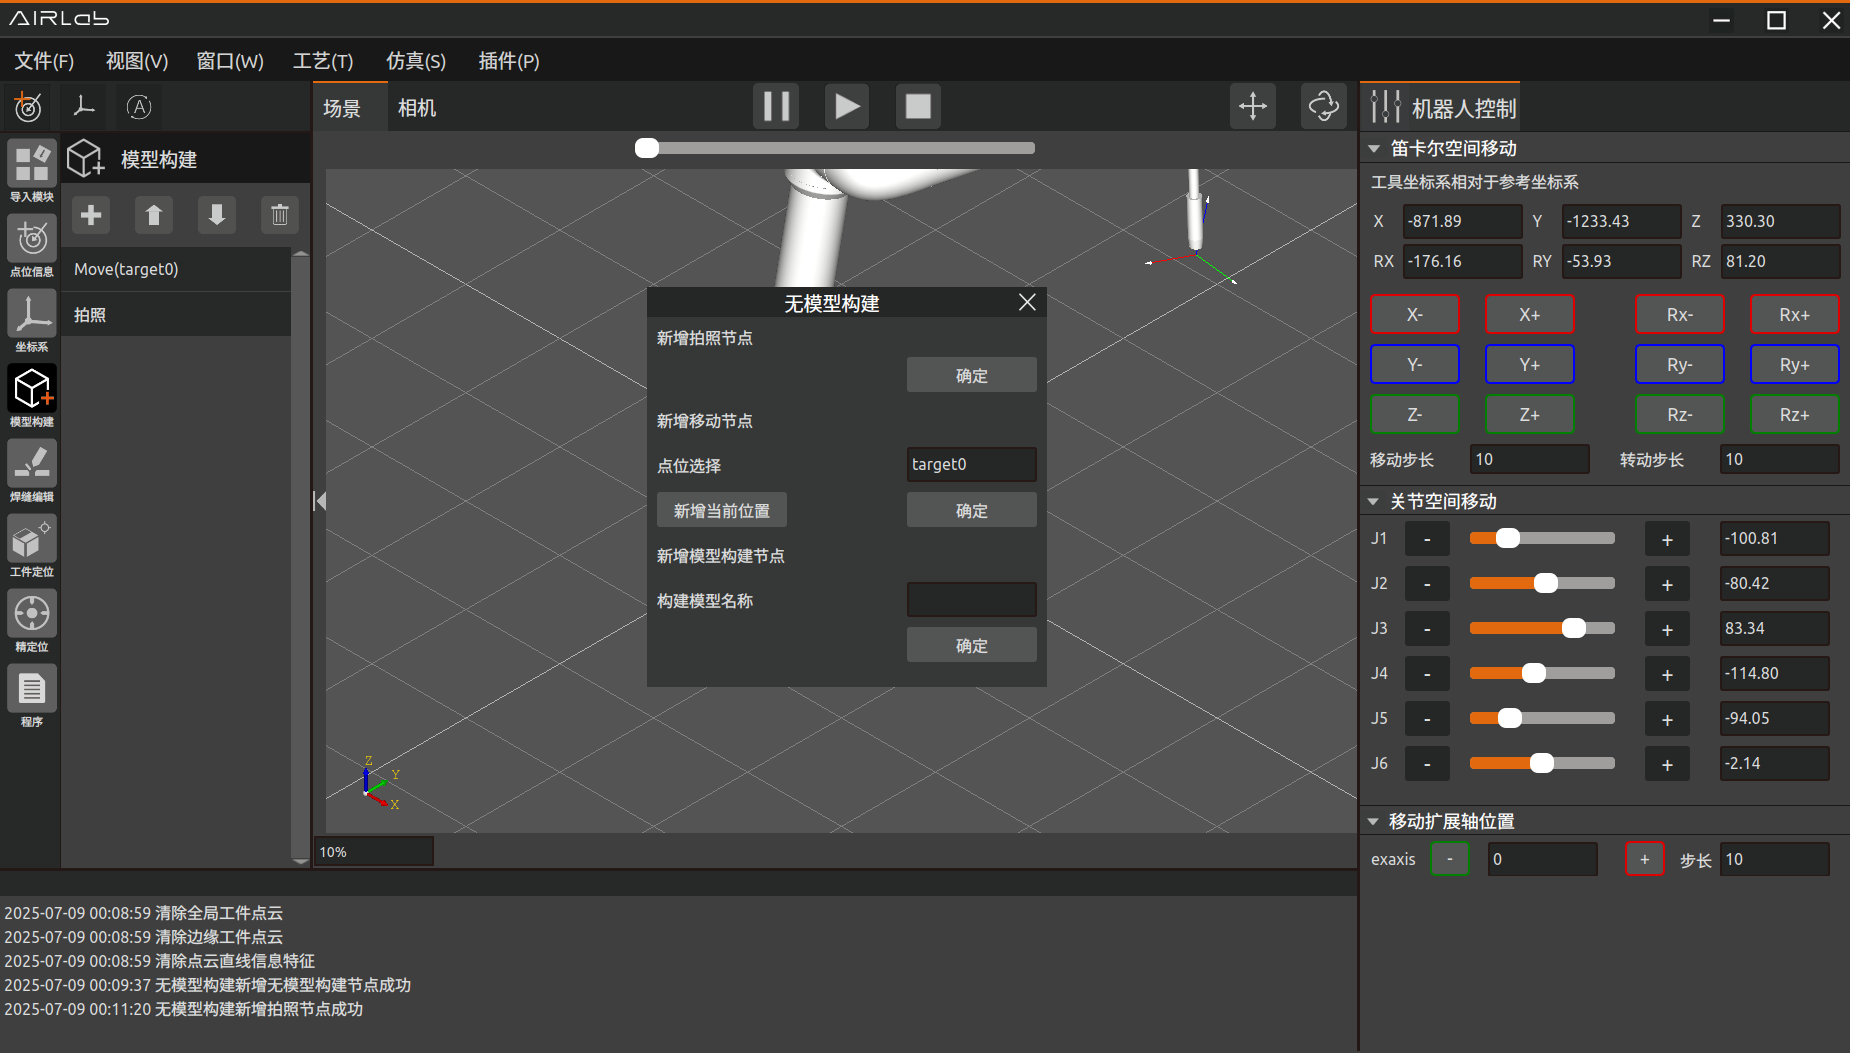 AIRLab
文件(F) 视图(V) 窗口(W) 工艺(T) 仿真(S) 插件(P)
A
场景 相机
机器人控制
导入模块
点位信息
坐标系
模型构建
焊缝编辑
工件定位
精定位
程序
模型构建
Move(target0)
拍照
无模型构建
新增拍照节点
确定
新增移动节点
点位选择 target0
新增当前位置 确定
新增模型构建节点
构建模型名称
确定
Z
Y
X
10%
笛卡尔空间移动
工具坐标系相对于参考坐标系
X -871.89 Y -1233.43 Z 330.30
RX -176.16 RY -53.93 RZ 81.20
X- X+ Rx- Rx+
Y- Y+ Ry- Ry+
Z- Z+ Rz- Rz+
移动步长 10 转动步长 10
关节空间移动
J1 - + -100.81
J2 - + -80.42
J3 - + 83.34
J4 - + -114.80
J5 - + -94.05
J6 - + -2.14
移动扩展轴位置
exaxis - 0 + 步长 10
2025-07-09 00:08:59 清除全局工件点云
2025-07-09 00:08:59 清除边缘工件点云
2025-07-09 00:08:59 清除点云直线信息特征
2025-07-09 00:09:37 无模型构建新增无模型构建节点成功
2025-07-09 00:11:20 无模型构建新增拍照节点成功